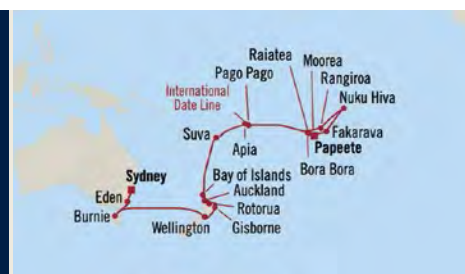 Raiatea
Moorea
Pago Pago
Rangiroa
International
Date Line
Nuku Hiva
Suva
Fakarava
Apia
Papeete
Bora Bora
Sydney
Bay of Islands
Eden
Auckland
Burnie
Rotorua
Wellington
Gisborne